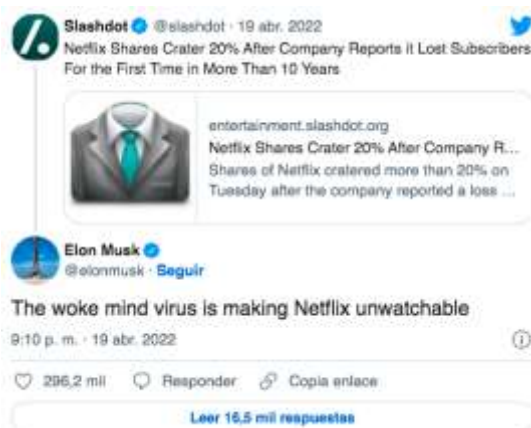 Slashdot @slashdot · 19 abr. 2022
Netflix Shares Crater 20% After Company Reports it Lost Subscribers
For the First Time in More Than 10 Years
entertainment.slashdot.org
Netflix Shares Crater 20% After Company R...
Shares of Netflix cratered more than 20% on
Tuesday after the company reported a loss ...
Elon Musk
@elonmusk · Seguir
The woke mind virus is making Netflix unwatchable
9:10 p. m. · 19 abr. 2022
296,2 mil Responder Copia enlace
Leer 16,5 mil respuestas